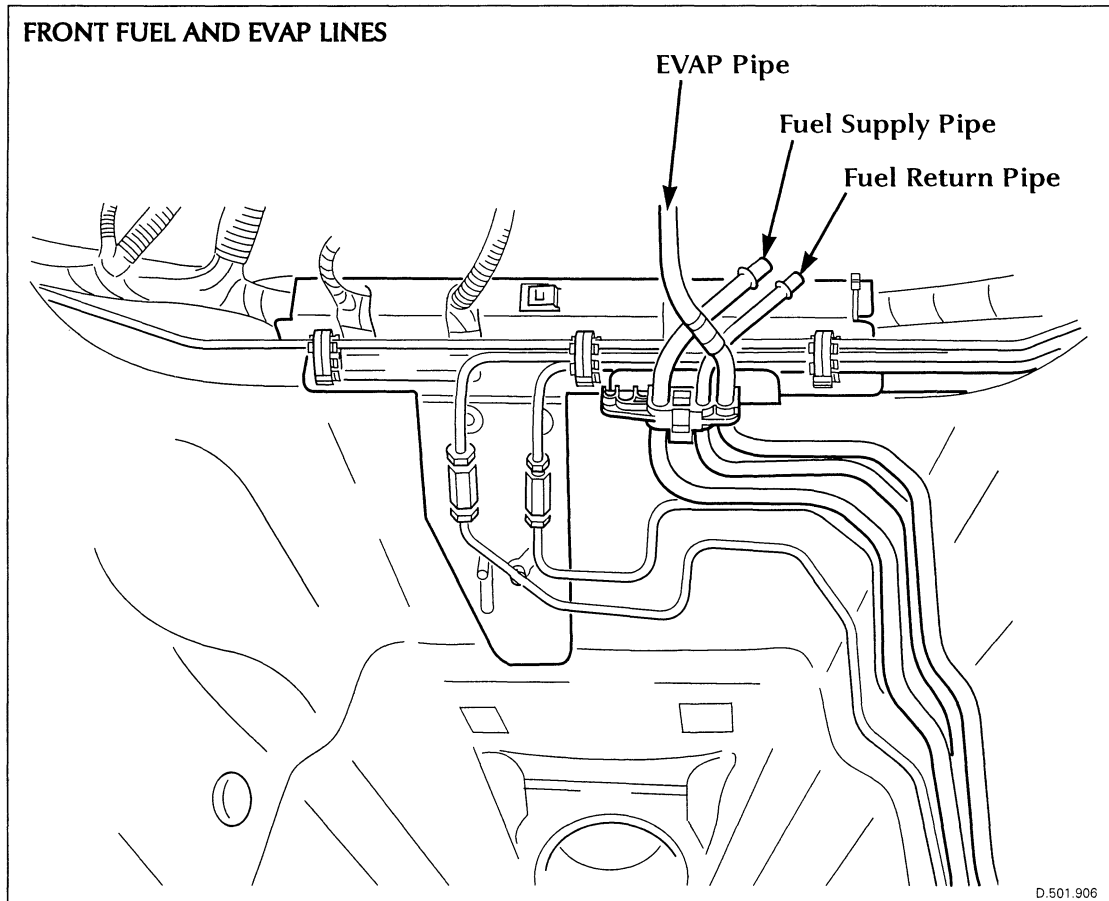 FRONT FUEL AND EVAP LINES
EVAP Pipe
Fuel Supply Pipe
Fuel Return Pipe
D.501.906